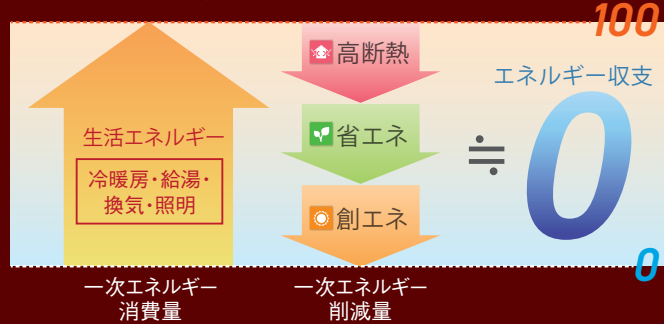 100
エネルギー収支
高断熱
生活エネルギー
冷暖房・給湯・
換気・照明
省エネ
創エネ
≒
0
0
一次エネルギー
消費量
一次エネルギー
削減量